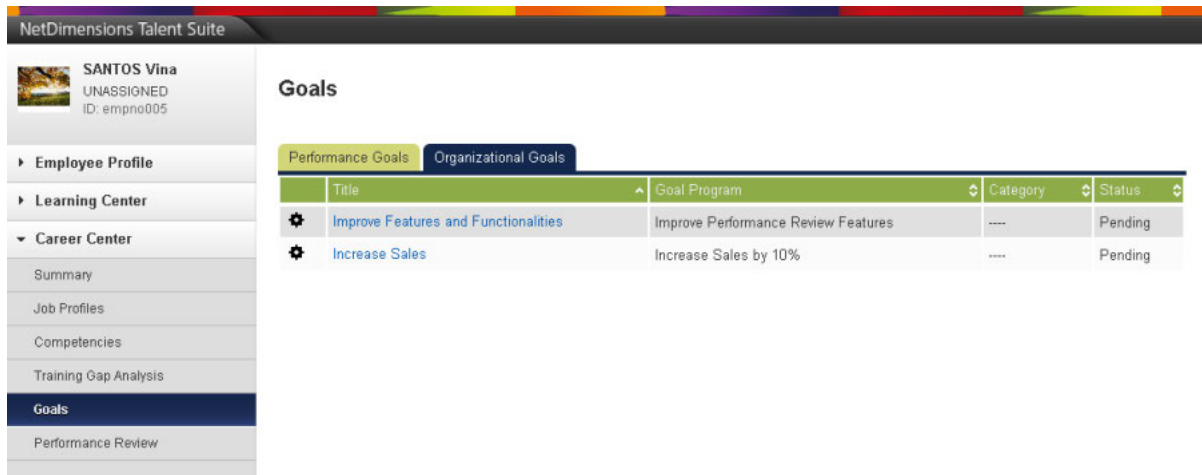 NetDimensions Talent Suite
SANTOS Vina
UNASSIGNED
ID: empno005
Employee Profile
Learning Center
Career Center
Summary
Job Profiles
Competencies
Training Gap Analysis
Goals
Performance Review
Goals
Performance Goals Organizational Goals
Title Goal Program Category Status
Improve Features and Functionalities Improve Performance Review Features ---- Pending
Increase Sales Increase Sales by 10% ---- Pending